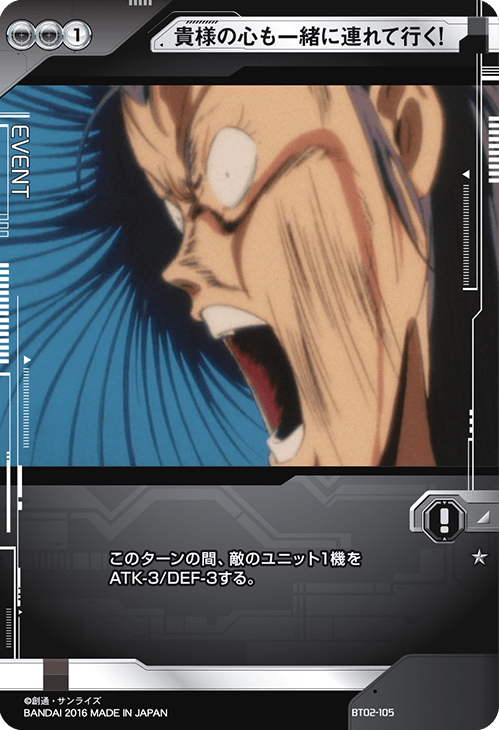 1
貴様の心も一緒に連れて行く!
EVENT
このターンの間、敵のユニット1機を
ATK-3/DEF-3する。
©創通・サンライズ
BANDAI 2016 MADE IN JAPAN
BT02-105